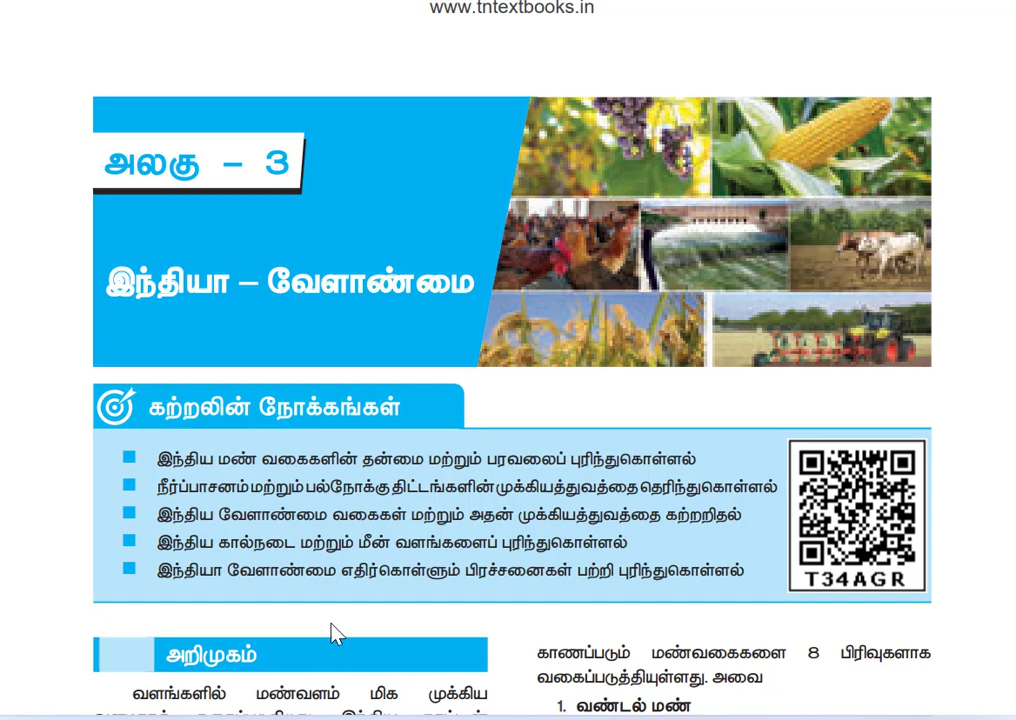 www.tntextbooks.in
அலகு – 3
இந்தியா – வேளாண்மை
கற்றலின் நோக்கங்கள்
இந்திய மண் வகைகளின் தன்மை மற்றும் பரவலைப் புரிந்துகொள்ளல்
நீர்ப்பாசனம் மற்றும் பல்நோக்கு திட்டங்களின் முக்கியத்துவத்தை தெரிந்துகொள்ளல்
இந்திய வேளாண்மை வகைகள் மற்றும் அதன் முக்கியத்துவத்தை கற்றறிதல்
இந்திய கால்நடை மற்றும் மீன் வளங்களைப் புரிந்துகொள்ளல்
இந்தியா வேளாண்மை எதிர்கொள்ளும் பிரச்சனைகள் பற்றி புரிந்துகொள்ளல்
T34AGR
அறிமுகம்
வளங்களில் மண்வளம் மிக முக்கிய
காணப்படும் மண்வகைகளை 8 பிரிவுகளாக
வகைப்படுத்தியுள்ளது. அவை
1. வண்டல் மண்